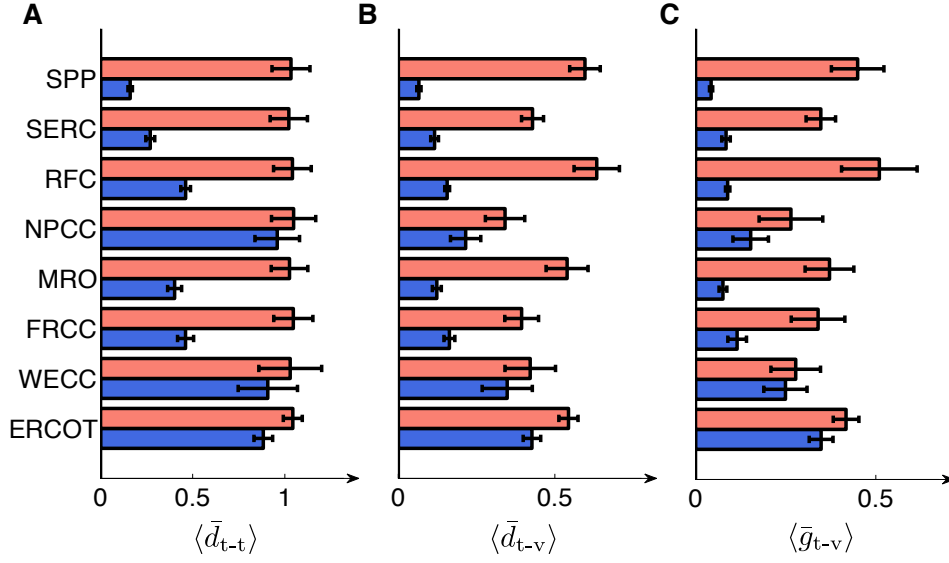 A B C
SPP
SERC
RFC
NPCC
MRO
FRCC
WECC
ERCOT
0 0.5 1 0 0.5 0 0.5
⟨d̄ₜ₋ₜ⟩ ⟨d̄ₜ₋ᵥ⟩ ⟨ḡₜ₋ᵥ⟩